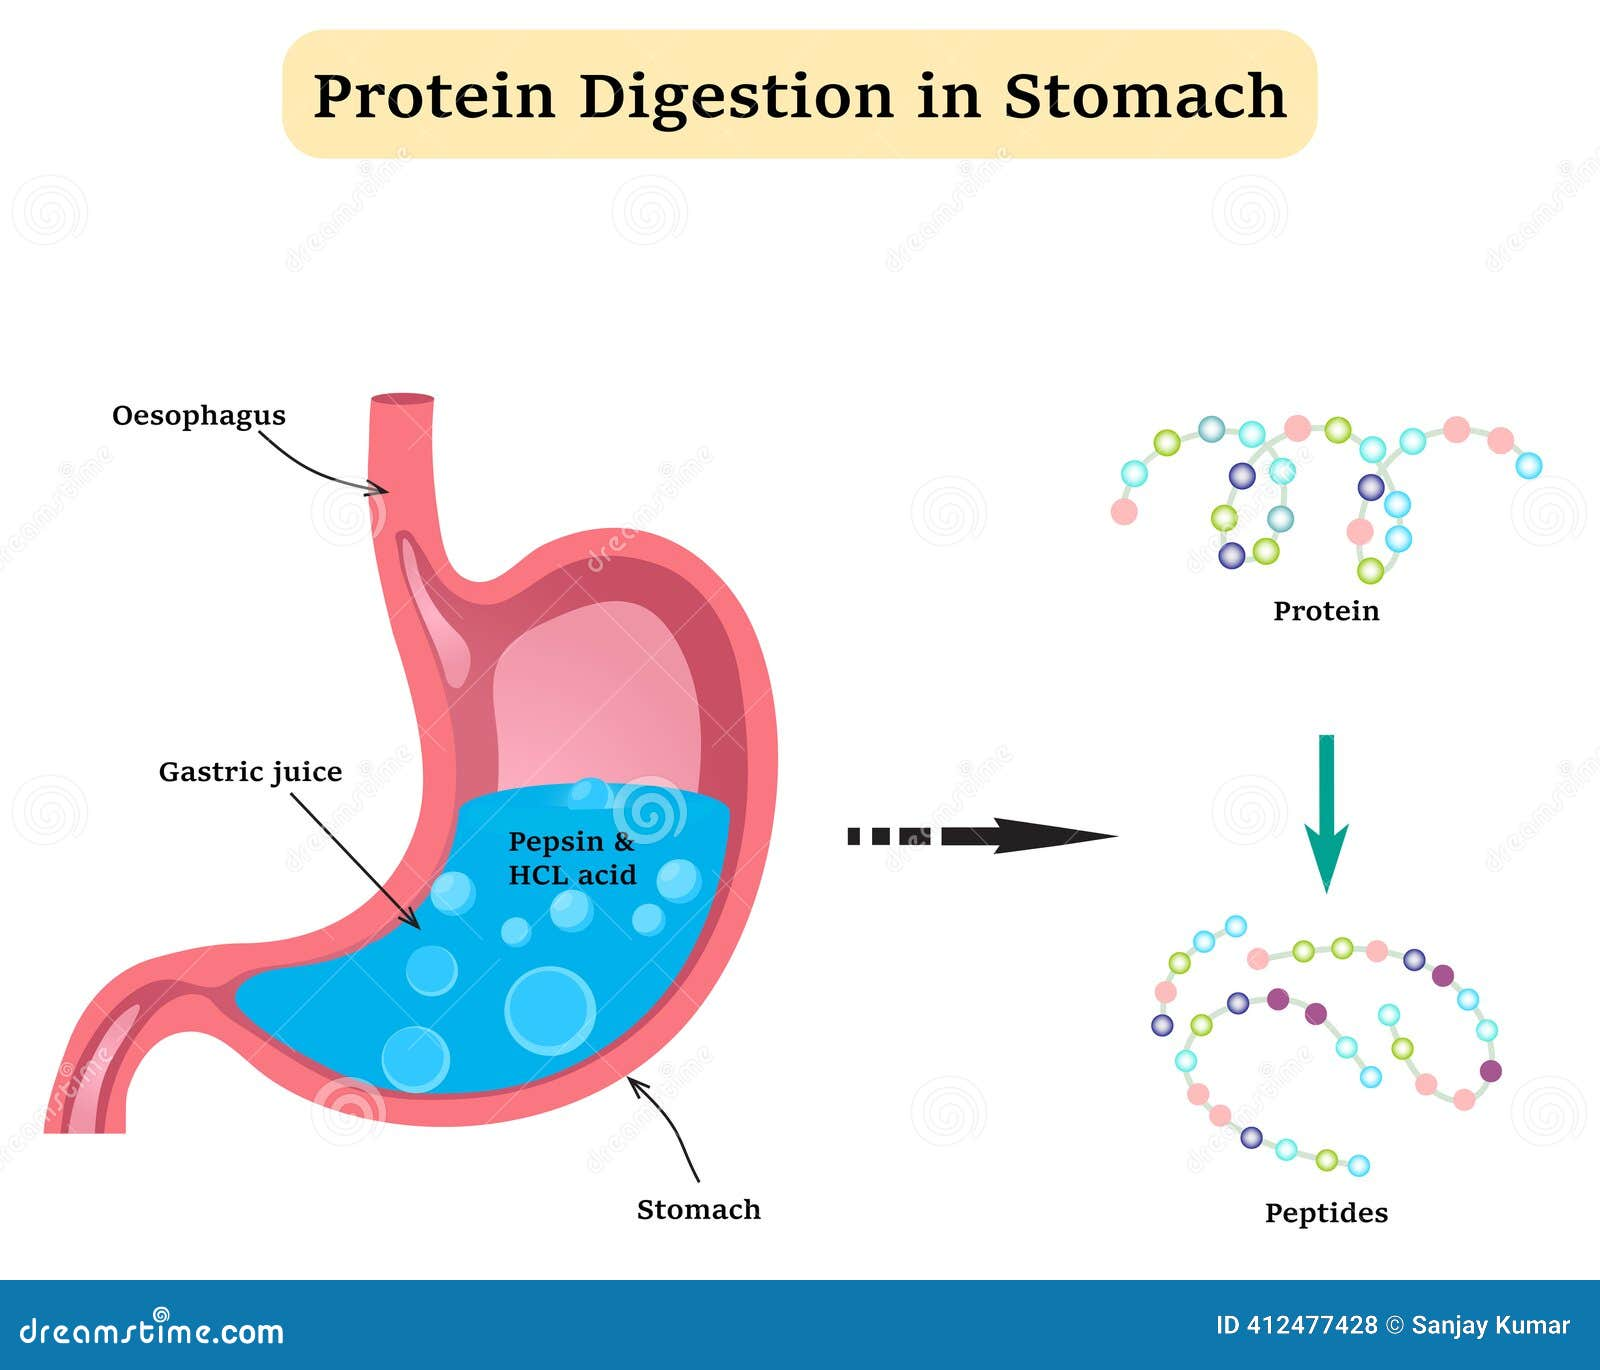 Protein Digestion in Stomach
Oesophagus
Protein
Gastric juice
Pepsin &
HCL acid
Stomach
Peptides
dreamstime.com
ID 412477428 © Sanjay Kumar